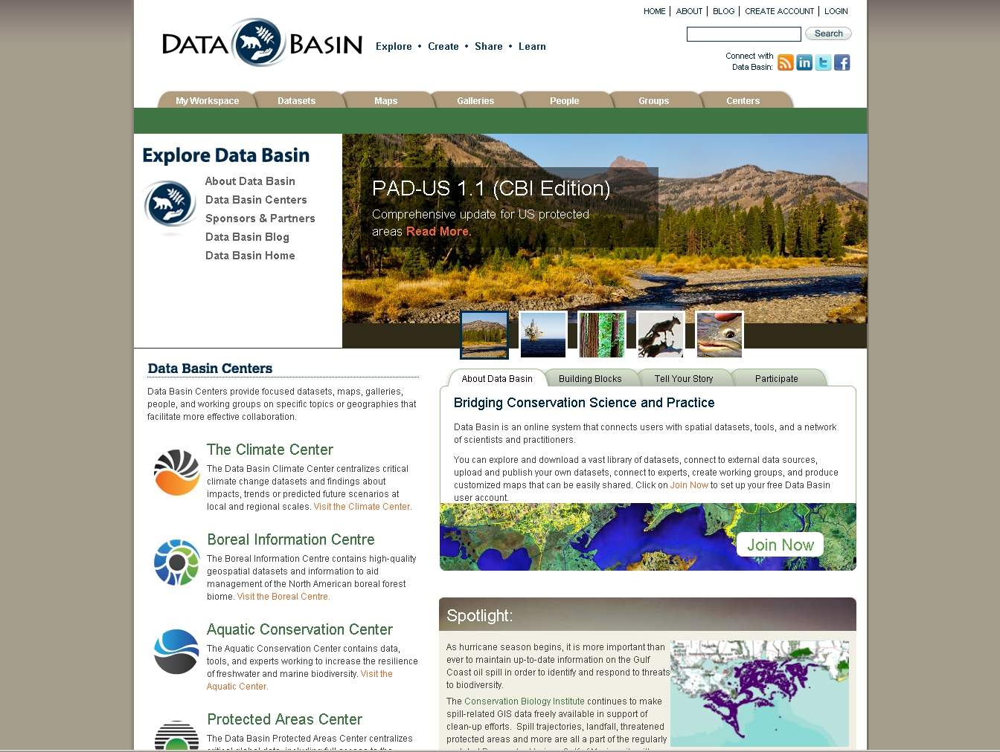 HOME | ABOUT | BLOG | CREATE ACCOUNT | LOGIN
DATA BASIN
Explore • Create • Share • Learn
Search
Connect with
Data Basin:
My Workspace Datasets Maps Galleries People Groups Centers
Explore Data Basin
About Data Basin
Data Basin Centers
Sponsors & Partners
Data Basin Blog
Data Basin Home
PAD-US 1.1 (CBI Edition)
Comprehensive update for US protected
areas Read More.
Data Basin Centers
Data Basin Centers provide focused datasets, maps, galleries,
people, and working groups on specific topics or geographies that
facilitate more effective collaboration.
The Climate Center
The Data Basin Climate Center centralizes critical
climate change datasets and findings about
impacts, trends or predicted future scenarios at
local and regional scales. Visit the Climate Center.
Boreal Information Centre
The Boreal Information Centre contains high-quality
geospatial datasets and information to aid
management of the North American boreal forest
biome. Visit the Boreal Centre.
Aquatic Conservation Center
The Aquatic Conservation Center contains data,
tools, and experts working to increase the resilience
of freshwater and marine biodiversity. Visit the
Aquatic Center.
Protected Areas Center
The Data Basin Protected Areas Center centralizes
About Data Basin Building Blocks Tell Your Story Participate
Bridging Conservation Science and Practice
Data Basin is an online system that connects users with spatial datasets, tools, and a network
of scientists and practitioners.
You can explore and download a vast library of datasets, connect to external data sources,
upload and publish your own datasets, connect to experts, create working groups, and produce
customized maps that can be easily shared. Click on Join Now to set up your free Data Basin
user account.
Join Now
Spotlight:
As hurricane season begins, it is more important than
ever to maintain up-to-date information on the Gulf
Coast oil spill in order to identify and respond to threats
to biodiversity.
The Conservation Biology Institute continues to make
spill-related GIS data freely available in support of
clean-up efforts. Spill trajectories, landfall, threatened
protected areas and more are all a part of the regularly